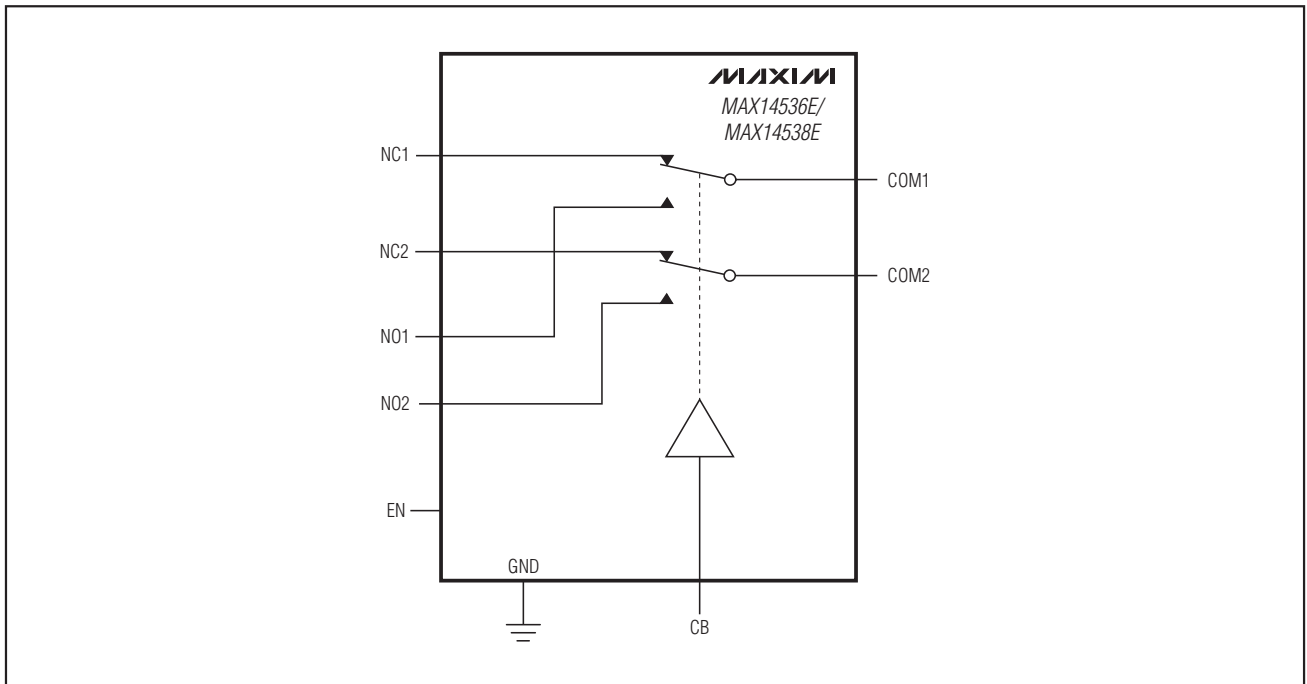 MAXIM
MAX14536E/
MAX14538E
NC1
COM1
NC2
COM2
NO1
NO2
EN
GND
CB